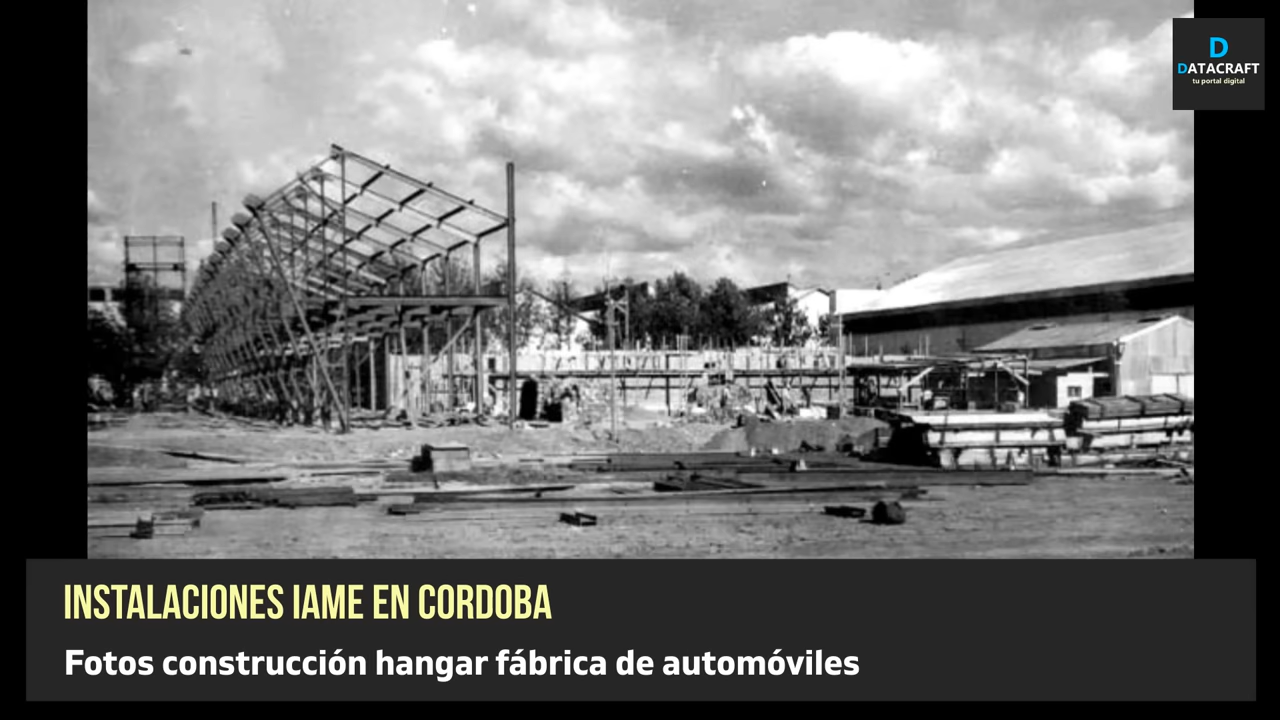 D
DATACRAFT
tu portal digital
INSTALACIONES IAME EN CORDOBA
Fotos construcción hangar fábrica de automóviles